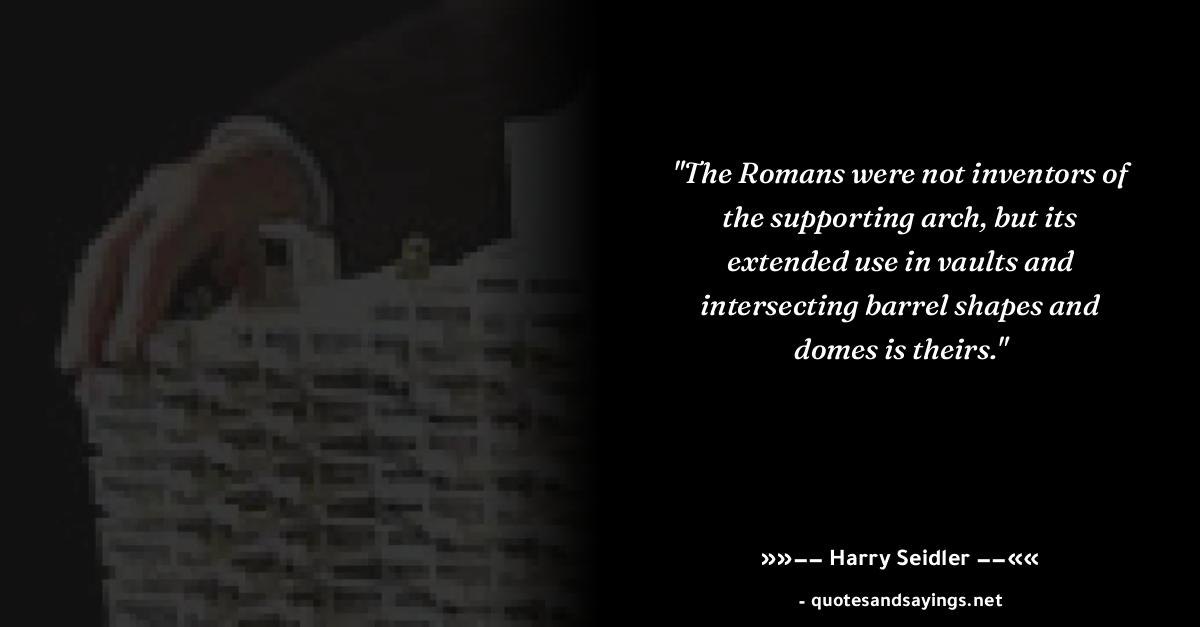 "The Romans were not inventors of
the supporting arch, but its
extended use in vaults and
intersecting barrel shapes and
domes is theirs."
»»−− Harry Seidler −−««
- quotesandsayings.net